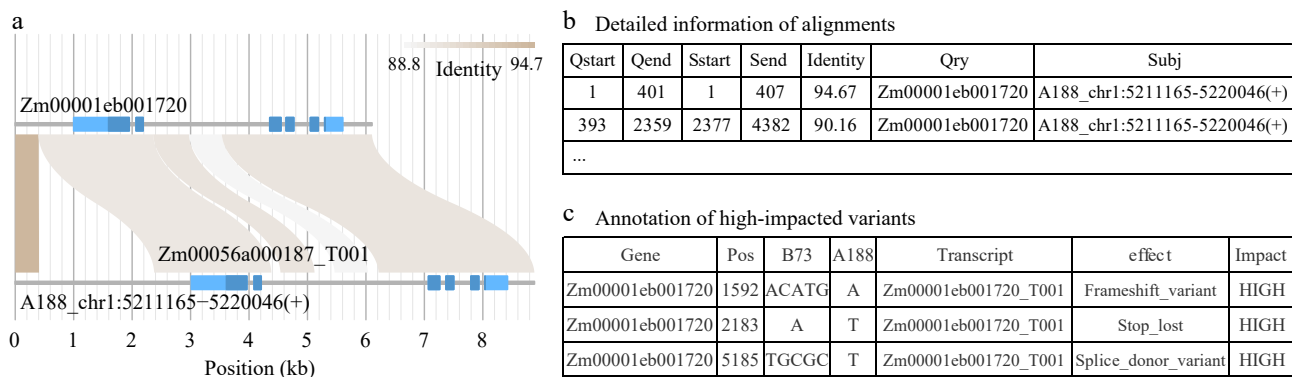 a
88.8 Identity 94.7
Zm00001eb001720
Zm00056a000187_T001
A188_chr1:5211165−5220046(+)
0 1 2 3 4 5 6 7 8
Position (kb)
b Detailed information of alignments
Qstart Qend Sstart Send Identity Qry Subj
1 401 1 407 94.67 Zm00001eb001720 A188_chr1:5211165-5220046(+)
393 2359 2377 4382 90.16 Zm00001eb001720 A188_chr1:5211165-5220046(+)
...
c Annotation of high-impacted variants
Gene Pos B73 A188 Transcript effect Impact
Zm00001eb001720 1592 ACATG A Zm00001eb001720_T001 Frameshift_variant HIGH
Zm00001eb001720 2183 A T Zm00001eb001720_T001 Stop_lost HIGH
Zm00001eb001720 5185 TGCGC T Zm00001eb001720_T001 Splice_donor_variant HIGH